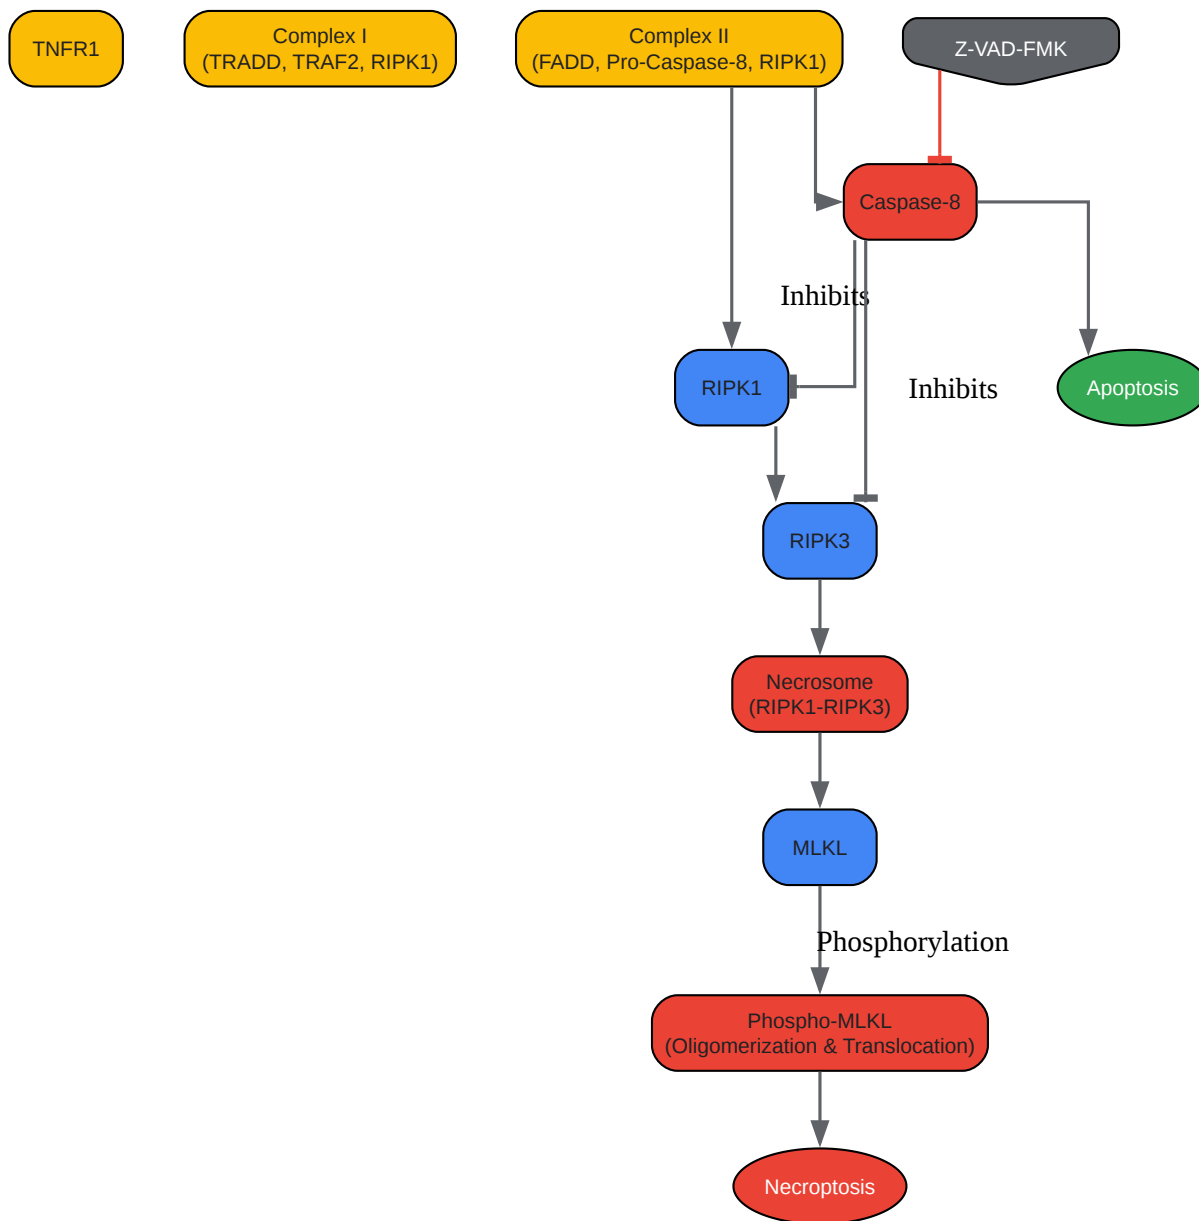 TNFR1
Complex I
(TRADD, TRAF2, RIPK1)
Complex II
(FADD, Pro-Caspase-8, RIPK1)
Z-VAD-FMK
Caspase-8
Inhibits
RIPK1
Inhibits
Apoptosis
RIPK3
Necrosome
(RIPK1-RIPK3)
MLKL
Phosphorylation
Phospho-MLKL
(Oligomerization & Translocation)
Necroptosis